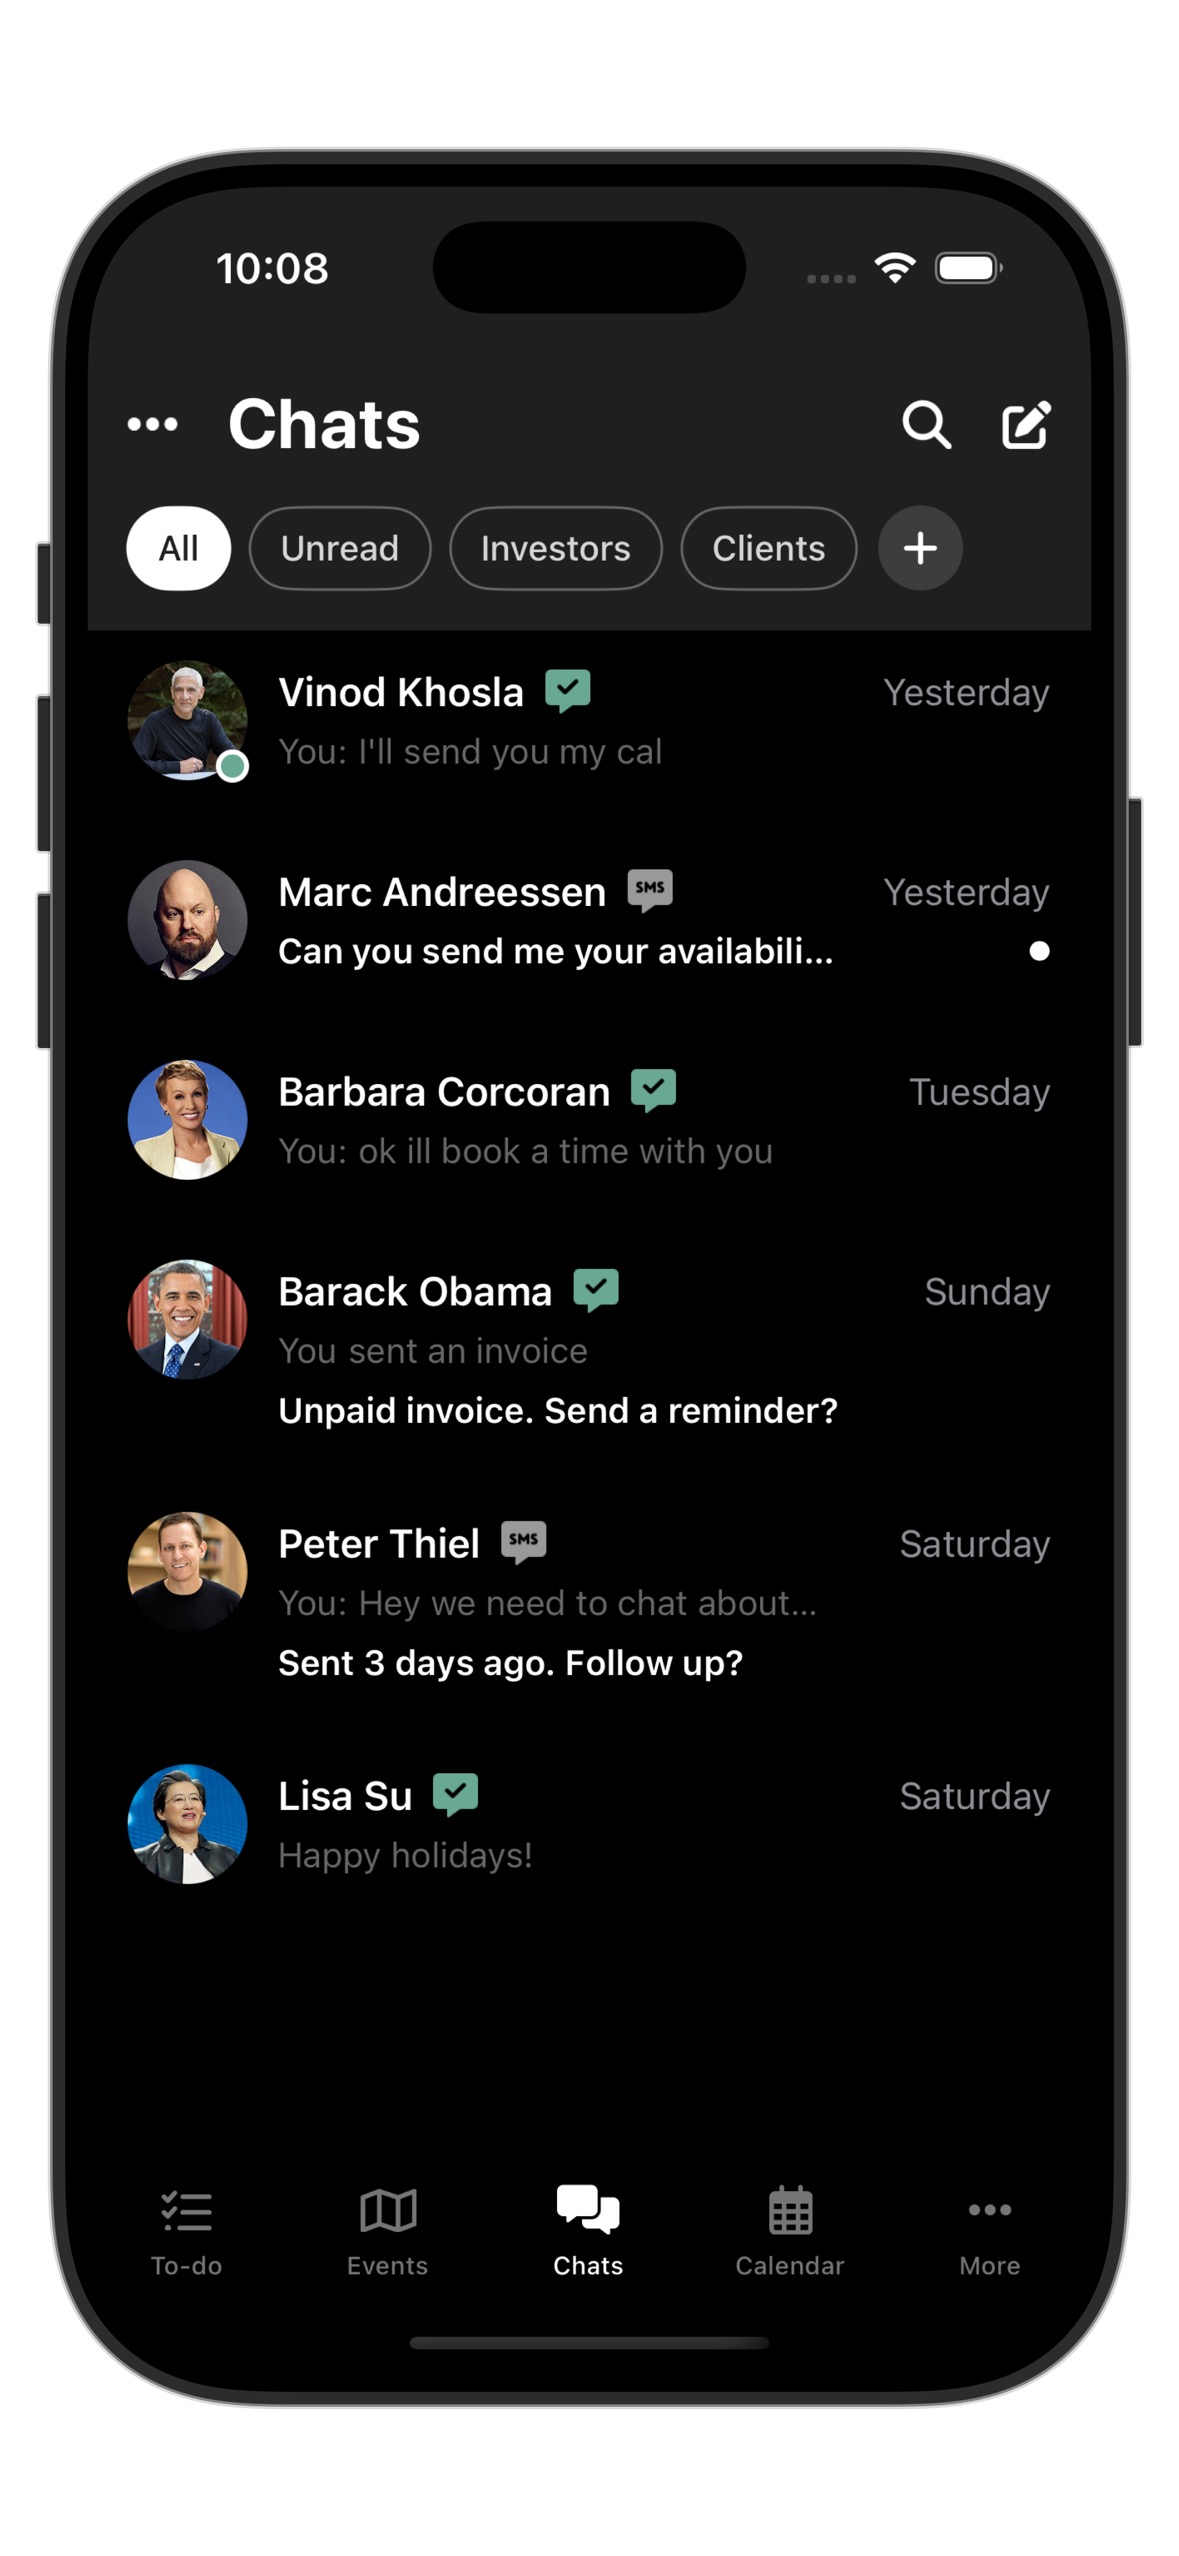 10:08
Chats
All Unread Investors Clients +
Vinod Khosla Yesterday
You: I'll send you my cal
Marc Andreessen SMS Yesterday
Can you send me your availabili...
Barbara Corcoran Tuesday
You: ok ill book a time with you
Barack Obama Sunday
You sent an invoice
Unpaid invoice. Send a reminder?
Peter Thiel SMS Saturday
You: Hey we need to chat about...
Sent 3 days ago. Follow up?
Lisa Su Saturday
Happy holidays!
To-do Events Chats Calendar More